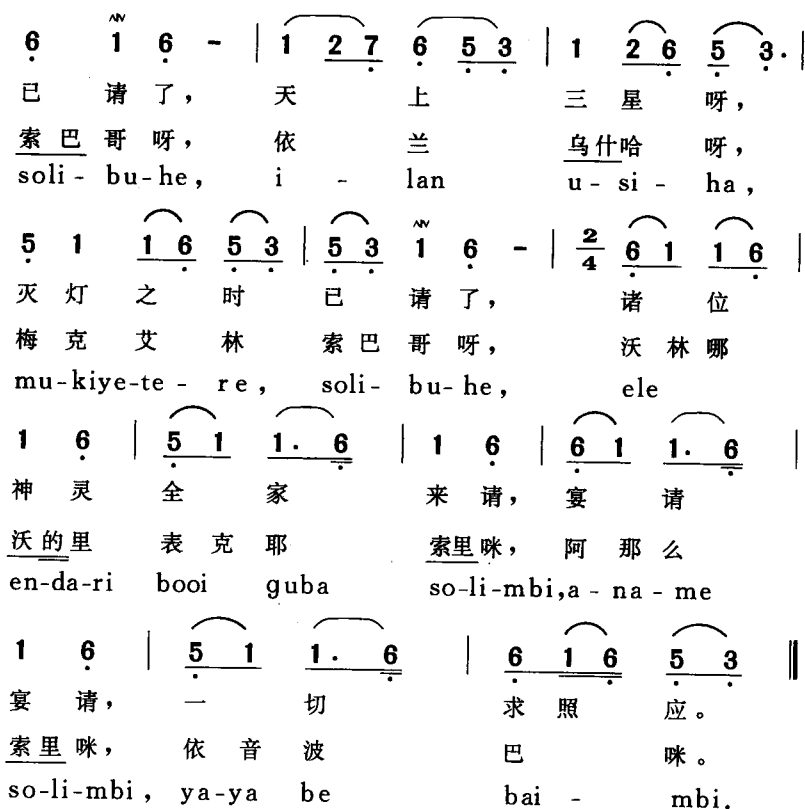 6 1 6 - | 1 2 7 6 5 3 | 1 2 6 5 3. |
已 请 了， 天 上 三 星 呀，
索 巴 哥 呀， 依 兰 乌 什 哈 呀，
soli- bu-he, i - lan u-si-ha,
5 1 1 6 5 3 | 5 3 1 6 - | 2/4 6 1 1 6 |
灭 灯 之 时 已 请 了， 诸 位
梅 克 艾 林 索 巴 哥 呀， 沃 林 哪
mu-kiye-te-re, soli- bu-he, ele
1 6 | 5 1 1. 6 | 1 6 | 6 1 1. 6 |
神 灵 全 家 来 请， 宴 请
沃 的 里 表 克 耶 索 里 咪， 阿 那 么
en-da-ri booi guba so-li-mbi, a-na-me
1 6 | 5 1 1. 6 | 6 1 6 5 3 ‖
宴 请， 一 切 求 照 应。
索 里 咪， 依 音 波 巴 咪。
so-li-mbi, ya-ya be bai - mbi.